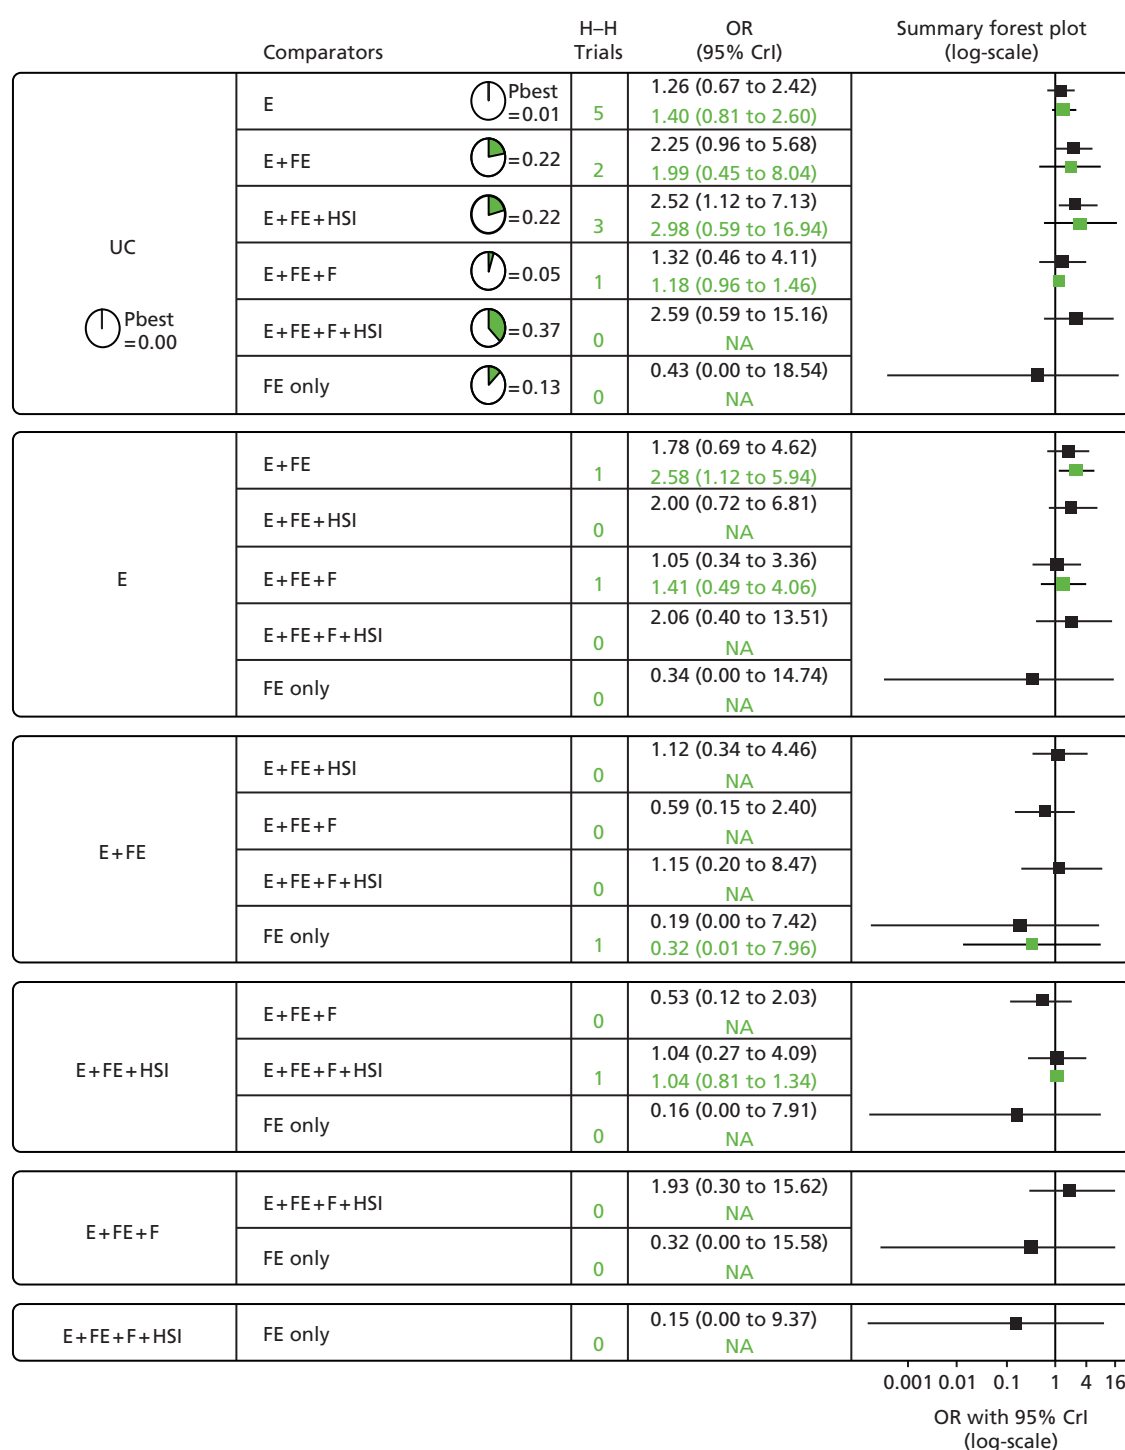 Comparators
H–H
Trials
OR
(95% CrI)
Summary forest plot
(log-scale)
UC
Pbest
=0.00
E
Pbest
=0.01
5
1.26 (0.67 to 2.42)
1.40 (0.81 to 2.60)
E+FE
=0.22
2
2.25 (0.96 to 5.68)
1.99 (0.45 to 8.04)
E+FE+HSI
=0.22
3
2.52 (1.12 to 7.13)
2.98 (0.59 to 16.94)
E+FE+F
=0.05
1
1.32 (0.46 to 4.11)
1.18 (0.96 to 1.46)
E+FE+F+HSI
=0.37
0
2.59 (0.59 to 15.16)
NA
FE only
=0.13
0
0.43 (0.00 to 18.54)
NA
E
E+FE
1
1.78 (0.69 to 4.62)
2.58 (1.12 to 5.94)
E+FE+HSI
0
2.00 (0.72 to 6.81)
NA
E+FE+F
1
1.05 (0.34 to 3.36)
1.41 (0.49 to 4.06)
E+FE+F+HSI
0
2.06 (0.40 to 13.51)
NA
FE only
0
0.34 (0.00 to 14.74)
NA
E+FE
E+FE+HSI
0
1.12 (0.34 to 4.46)
NA
E+FE+F
0
0.59 (0.15 to 2.40)
NA
E+FE+F+HSI
0
1.15 (0.20 to 8.47)
NA
FE only
1
0.19 (0.00 to 7.42)
0.32 (0.01 to 7.96)
E+FE+HSI
E+FE+F
0
0.53 (0.12 to 2.03)
NA
E+FE+F+HSI
1
1.04 (0.27 to 4.09)
1.04 (0.81 to 1.34)
FE only
0
0.16 (0.00 to 7.91)
NA
E+FE+F
E+FE+F+HSI
0
1.93 (0.30 to 15.62)
NA
FE only
0
0.32 (0.00 to 15.58)
NA
E+FE+F+HSI
FE only
0
0.15 (0.00 to 9.37)
NA
0.001 0.01 0.1 1 4 16
OR with 95% CrI
(log-scale)